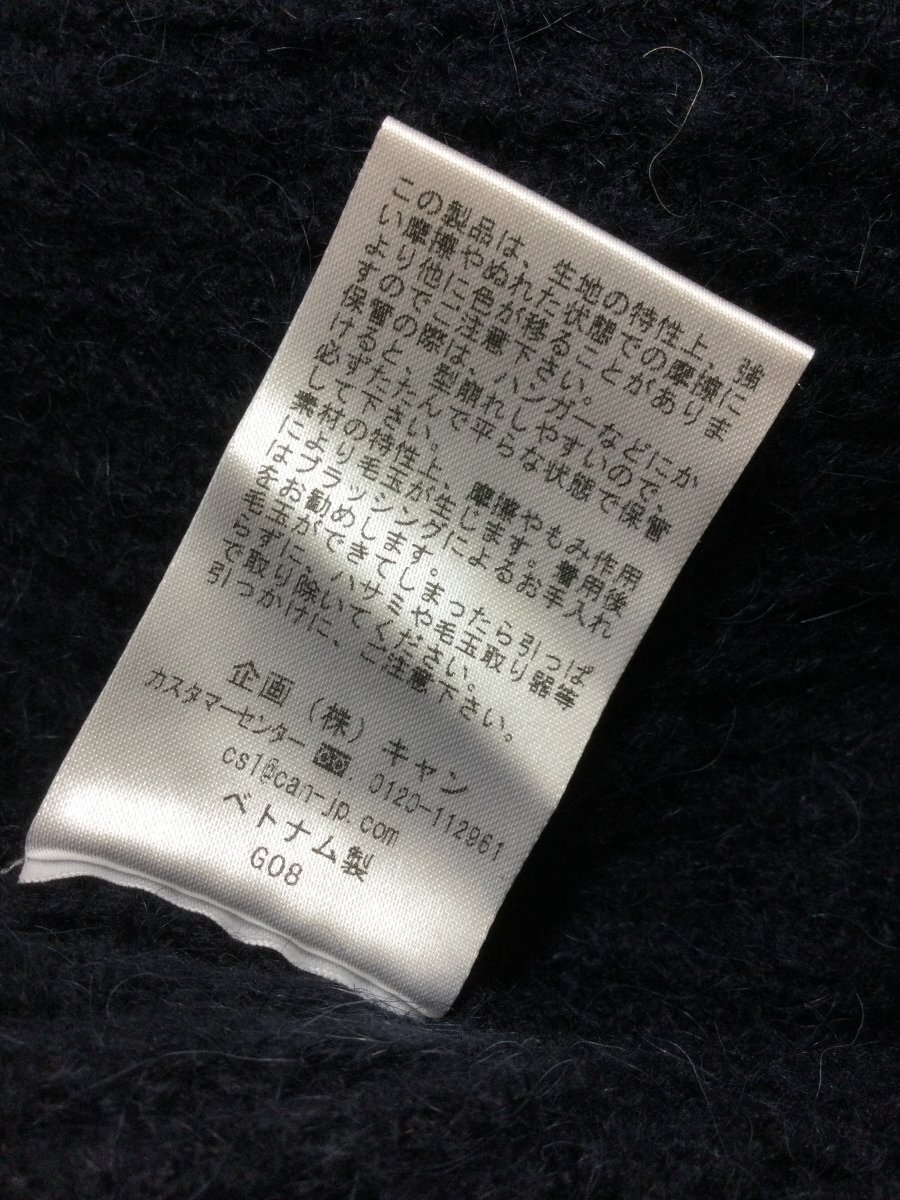 この製品は、生地の特性上、強
い摩擦やぬれた状態での摩擦に
より他に色が移ることがありま
すのでご注意下さい。
保管の際は、ハンガーなどにか
けると、型崩れしやすいので、
必ずたたんで平らな状態で保管
して下さい。
素材の特性上、摩擦やもみ作用
により毛玉が生じます。着用後
はブラッシングによるお手入れ
をお勧めします。
毛玉ができてしまったら引っぱ
らずに、ハサミや毛玉取り器等
で取り除いてください。
引っかけに、ご注意下さい。
企画 (株) キャン
カスタマーセンター 0120-112961
cs1@can-jp.com
ベトナム製
G08